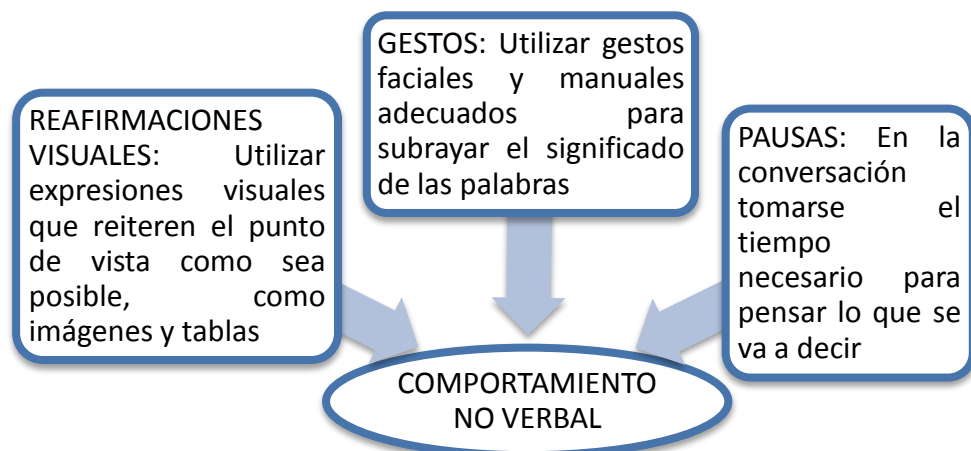 REAFIRMACIONES
VISUALES: Utilizar
expresiones visuales
que reiteren el punto
de vista como sea
posible, como
imágenes y tablas
GESTOS: Utilizar gestos
faciales y manuales
adecuados para
subrayar el significado
de las palabras
PAUSAS: En la
conversación
tomarse el
tiempo
necesario para
pensar lo que se
va a decir
COMPORTAMIENTO
NO VERBAL